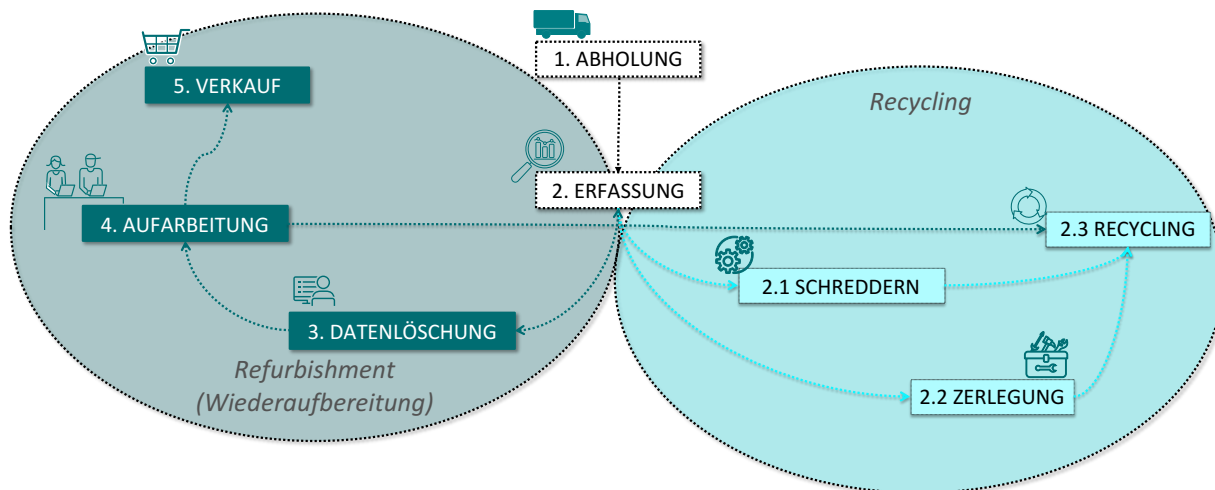 1. ABHOLUNG
5. VERKAUF
Recycling
2. ERFASSUNG
4. AUFARBEITUNG
2.3 RECYCLING
2.1 SCHREDDERN
3. DATENLÖSCHUNG
Refurbishment
(Wiederaufbereitung)
2.2 ZERLEGUNG